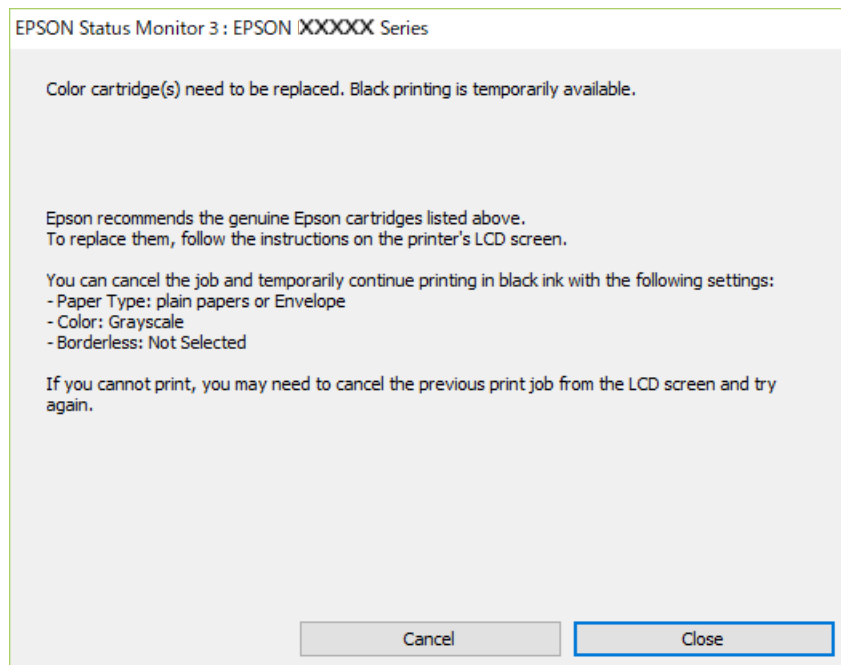 EPSON Status Monitor 3 : EPSON XXXXX Series
Color cartridge(s) need to be replaced. Black printing is temporarily available.
Epson recommends the genuine Epson cartridges listed above.
To replace them, follow the instructions on the printer's LCD screen.
You can cancel the job and temporarily continue printing in black ink with the following settings:
- Paper Type: plain papers or Envelope
- Color: Grayscale
- Borderless: Not Selected
If you cannot print, you may need to cancel the previous print job from the LCD screen and try
again.
Cancel
Close